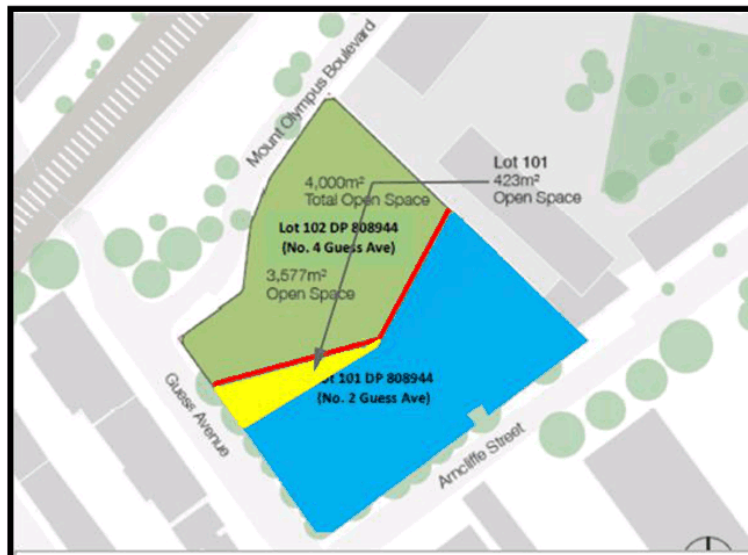 Mount Olympus Boulevard
Lot 101
423m²
Open Space
4,000m²
Total Open Space
Lot 102 DP 808944
(No. 4 Guess Ave)
3,577m²
Open Space
ot 101 DP 808944
(No. 2 Guess Ave)
Guess Avenue
Arncliffe Street